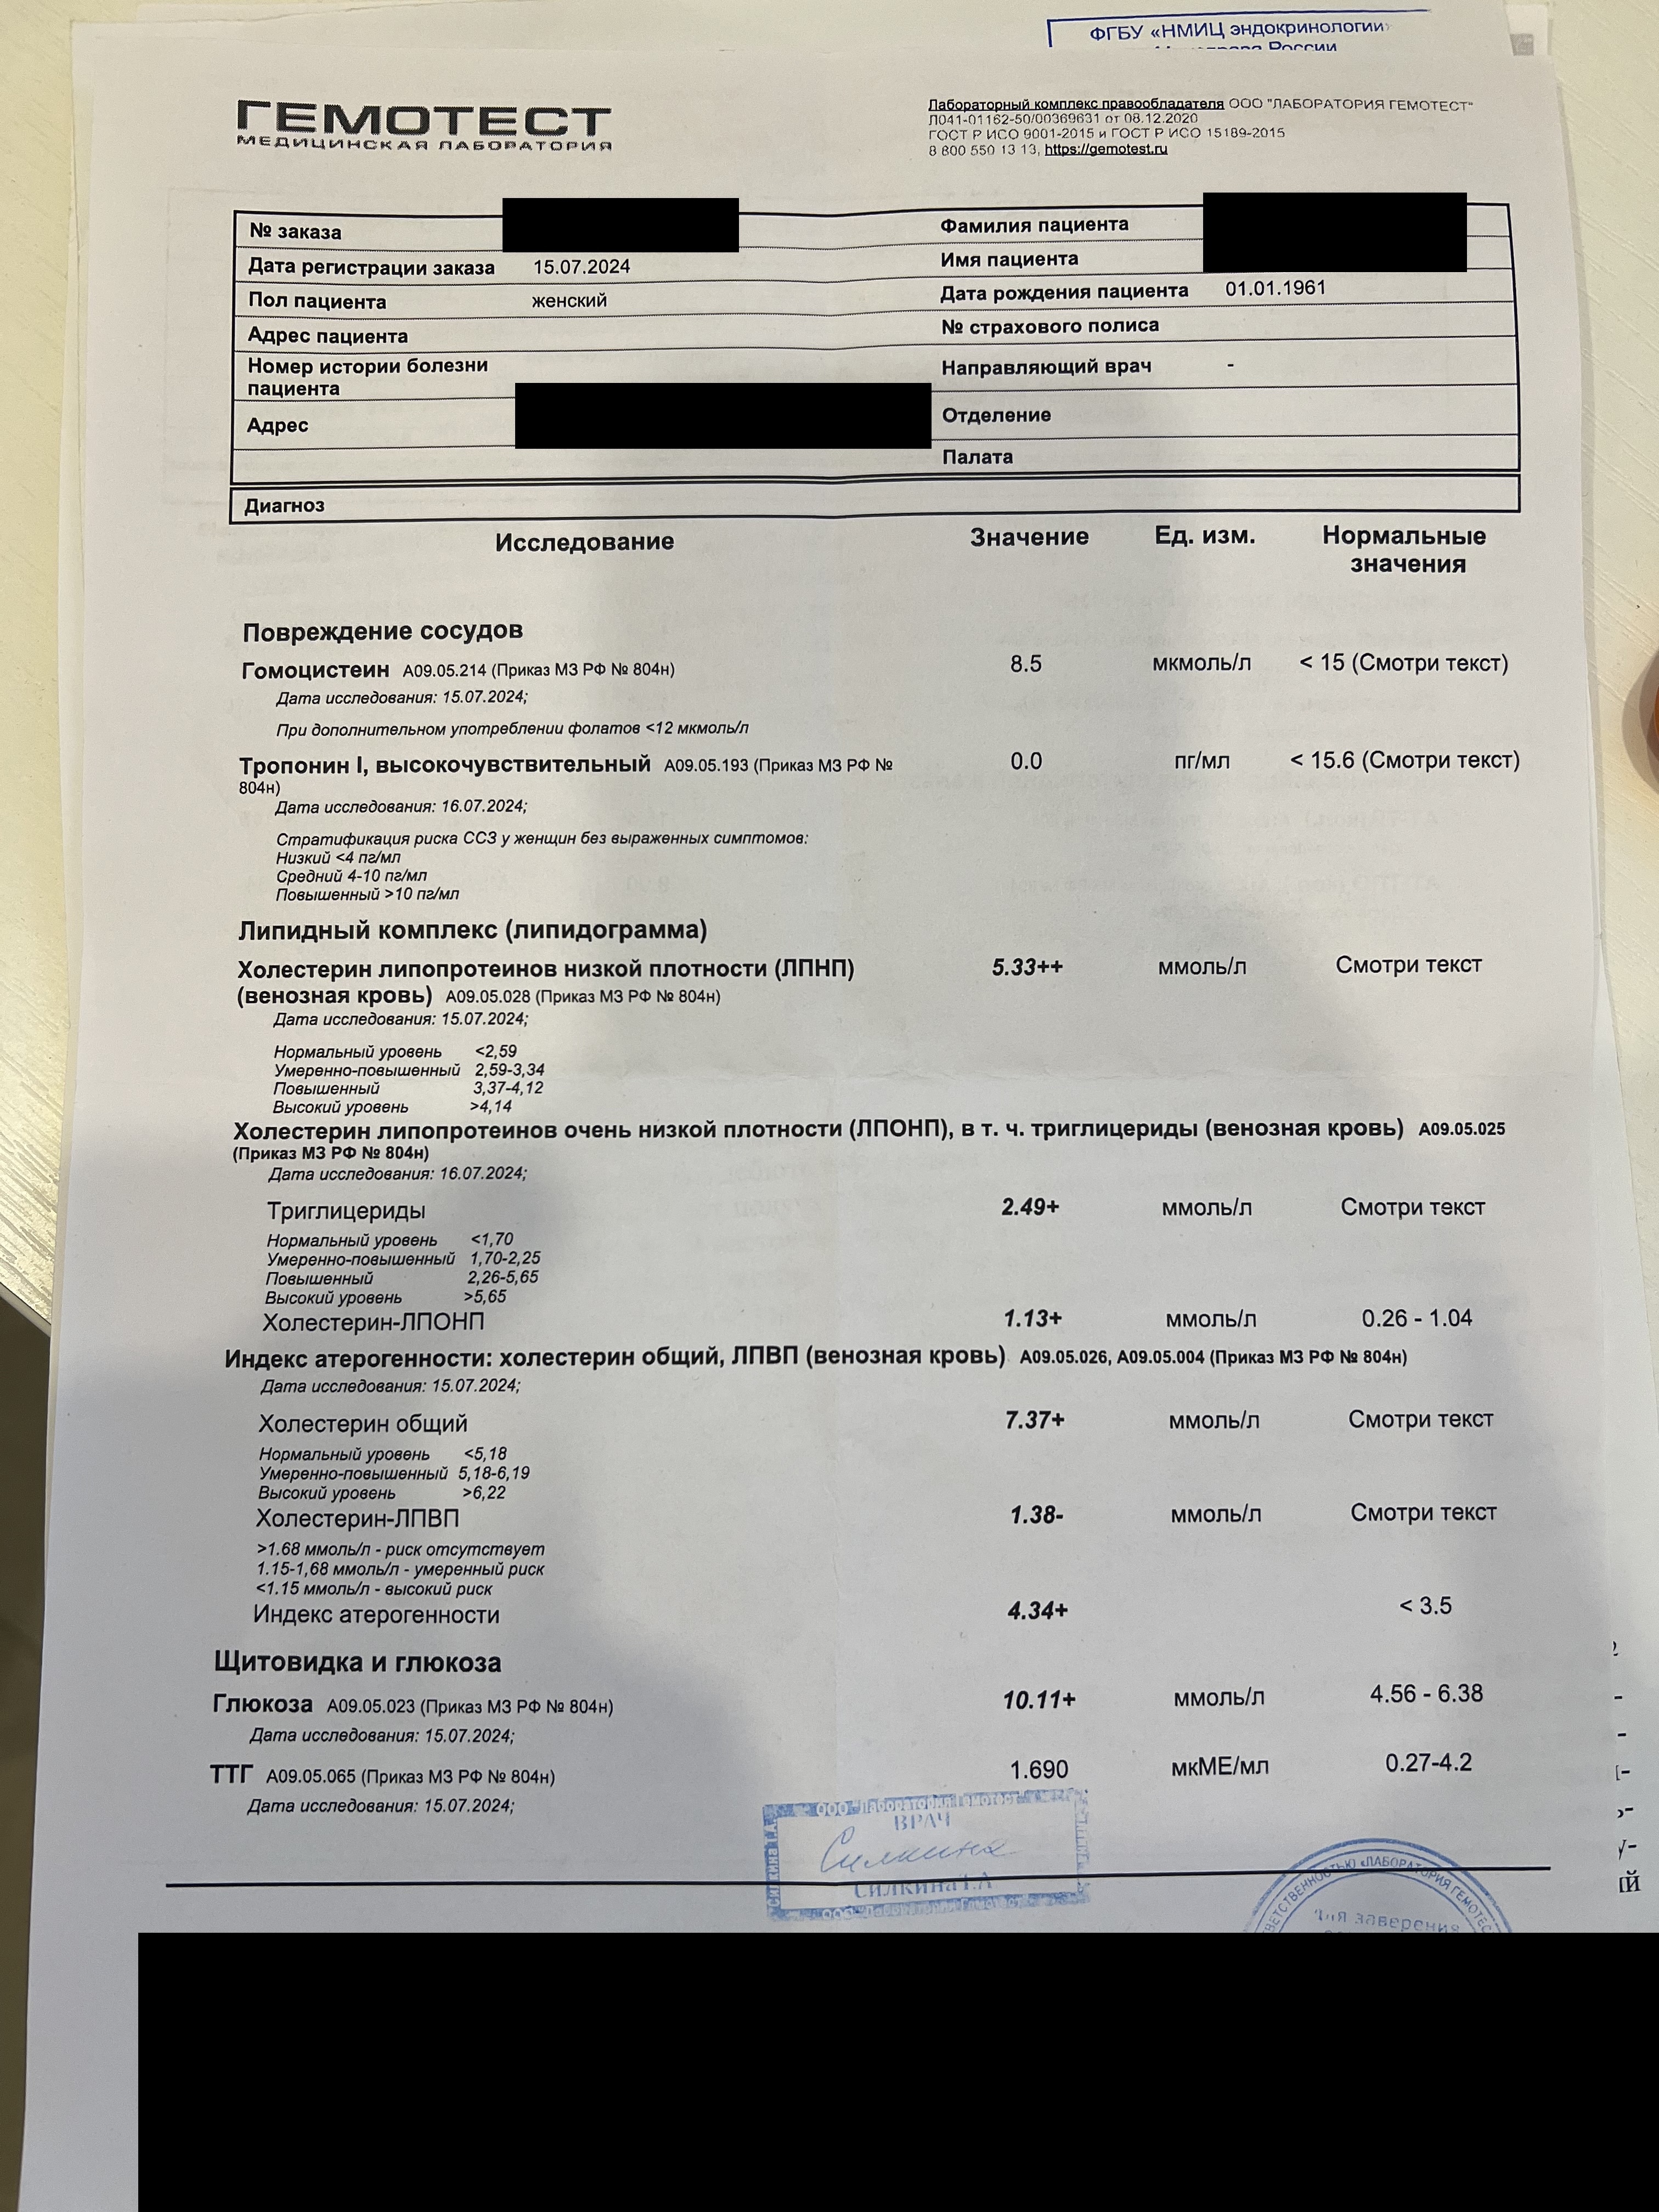 ФГБУ «НМИЦ эндокринологии»
России
ГЕМОТЕСТ
МЕДИЦИНСКАЯ ЛАБОРАТОРИЯ
Лабораторный комплекс правообладателя ООО "ЛАБОРАТОРИЯ ГЕМОТЕСТ"
Л041-01162-50/00369631 от 08.12.2020
ГОСТ Р ИСО 9001-2015 и ГОСТ Р ИСО 15189-2015
8 800 550 13 13, https://gemotest.ru
№ заказа
Фамилия пациента
Дата регистрации заказа 15.07.2024
Имя пациента
Пол пациента женский
Дата рождения пациента 01.01.1961
Адрес пациента
№ страхового полиса
Номер истории болезни
пациента
Направляющий врач -
Адрес
Отделение
Палата
Диагноз
Исследование Значение Ед. изм. Нормальные
значения
Повреждение сосудов
Гомоцистеин А09.05.214 (Приказ МЗ РФ № 804н) 8.5 мкмоль/л < 15 (Смотри текст)
Дата исследования: 15.07.2024;
При дополнительном употреблении фолатов <12 мкмоль/л
Тропонин I, высокочувствительный А09.05.193 (Приказ МЗ РФ № 0.0 пг/мл < 15.6 (Смотри текст)
804н)
Дата исследования: 16.07.2024;
Стратификация риска ССЗ у женщин без выраженных симптомов:
Низкий <4 пг/мл
Средний 4-10 пг/мл
Повышенный >10 пг/мл
Липидный комплекс (липидограмма)
Холестерин липопротеинов низкой плотности (ЛПНП) 5.33++ ммоль/л Смотри текст
(венозная кровь) А09.05.028 (Приказ МЗ РФ № 804н)
Дата исследования: 15.07.2024;
Нормальный уровень <2,59
Умеренно-повышенный 2,59-3,34
Повышенный 3,37-4,12
Высокий уровень >4,14
Холестерин липопротеинов очень низкой плотности (ЛПОНП), в т. ч. триглицериды (венозная кровь) А09.05.025
(Приказ МЗ РФ № 804н)
Дата исследования: 16.07.2024;
Триглицериды 2.49+ ммоль/л Смотри текст
Нормальный уровень <1,70
Умеренно-повышенный 1,70-2,25
Повышенный 2,26-5,65
Высокий уровень >5,65
Холестерин-ЛПОНП 1.13+ ммоль/л 0.26 - 1.04
Индекс атерогенности: холестерин общий, ЛПВП (венозная кровь) А09.05.026, А09.05.004 (Приказ МЗ РФ № 804н)
Дата исследования: 15.07.2024;
Холестерин общий 7.37+ ммоль/л Смотри текст
Нормальный уровень <5,18
Умеренно-повышенный 5,18-6,19
Высокий уровень >6,22
Холестерин-ЛПВП 1.38- ммоль/л Смотри текст
>1.68 ммоль/л - риск отсутствует
1.15-1,68 ммоль/л - умеренный риск
<1.15 ммоль/л - высокий риск
Индекс атерогенности 4.34+ < 3.5
Щитовидка и глюкоза
Глюкоза А09.05.023 (Приказ МЗ РФ № 804н) 10.11+ ммоль/л 4.56 - 6.38
Дата исследования: 15.07.2024;
ТТГ А09.05.065 (Приказ МЗ РФ № 804н) 1.690 мкМЕ/мл 0.27-4.2
Дата исследования: 15.07.2024;
ООО "Лаборатория Гемотест"
ВРАЧ
Силкина
Силкина I.A
Силкина I.A.
ООО "Лаборатория Гемотест"
«ЛАБОРАТОРИЯ ГЕМОТЕС
Для заверения